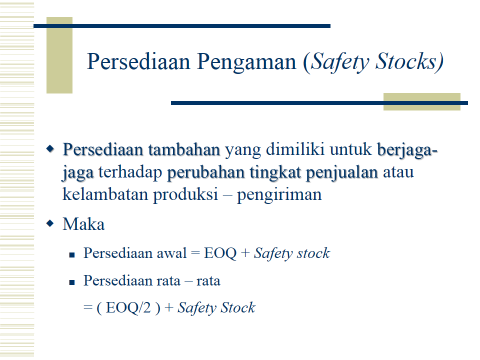 Persediaan Pengaman (Safety Stocks)
Persediaan tambahan yang dimiliki untuk berjaga-
jaga terhadap perubahan tingkat penjualan atau
kelambatan produksi – pengiriman
Maka
Persediaan awal = EOQ + Safety stock
Persediaan rata – rata
= ( EOQ/2 ) + Safety Stock